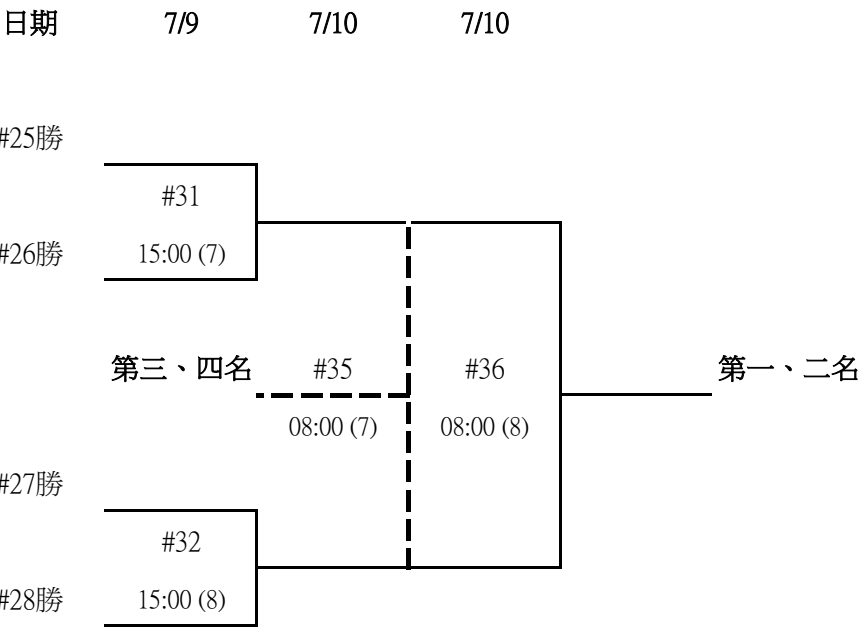 日期 7/9 7/10 7/10
#25勝
#31
#26勝 15:00 (7)
第三、四名 #35 #36 第一、二名
08:00 (7) 08:00 (8)
#27勝
#32
#28勝 15:00 (8)